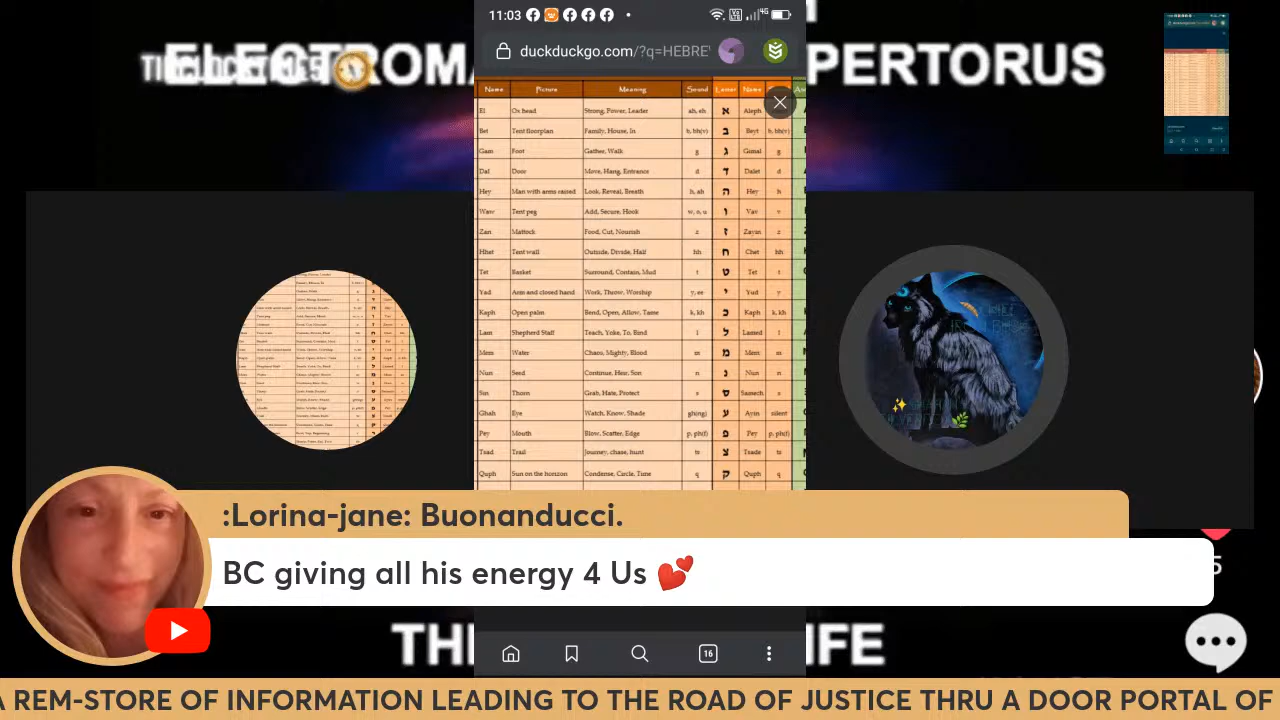 11:03
duckduckgo.com/?q=HEBREW
ELECTROMA
PERTORUS
Name Picture Meaning Sound Letter Name
El Ox head Strong, Power, Leader ah, eh א Aleph
Bet Tent floorplan Family, House, In b, bh(v) ב Beyt b, bh(v)
Gam Foot Gather, Walk g ג Gimal g
Dal Door Move, Hang, Entrance d ד Dalet d
Hey Man with arms raised Look, Reveal, Breath h, ah ה Hey h
Waw Tent peg Add, Secure, Hook w, o, u ו Vav v
Zan Mattock Food, Cut, Nourish z ז Zayin z
Hhet Tent wall Outside, Divide, Half hh ח Chet hh
Tet Basket Surround, Contain, Mud t ט Tet t
Yad Arm and closed hand Work, Throw, Worship y, ee י Yud y
Kaph Open palm Bend, Open, Allow, Tame k, kh כ Kaph k, kh
Lam Shepherd Staff Teach, Yoke, To, Bind l ל Lamed l
Mem Water Chaos, Mighty, Blood m מ Mem m
Nun Seed Continue, Heir, Son n נ Nun n
Sin Thorn Grab, Hate, Protect s ס Samech s
Ghah Eye Watch, Know, Shade gh(ng) ע Ayin silent
Pey Mouth Blow, Scatter, Edge p, ph(f) פ Pey p, ph(f)
Tsad Trail Journey, chase, hunt ts צ Tsade ts
Quph Sun on the horizon Condense, Circle, Time q ק Quph q
:Lorina-jane: Buonanducci.
BC giving all his energy 4 Us 💕
5
16
IFE
A REM-STORE OF INFORMATION LEADING TO THE ROAD OF JUSTICE THRU A DOOR PORTAL OF